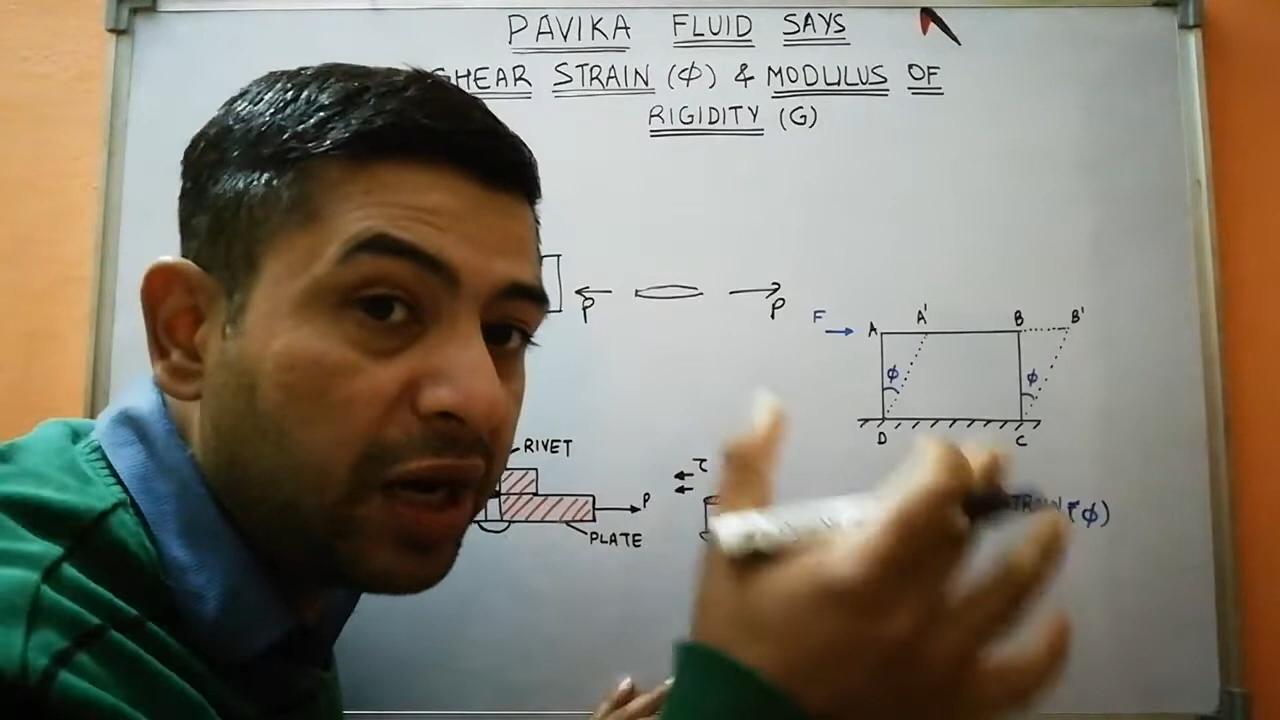 PAVIKA FLUID SAYS
SHEAR STRAIN (ϕ) & MODULUS OF
RIGIDITY (G)
P P
F A A' B B'
ϕ ϕ
D C
RIVET
τ
P
PLATE
(ϕ)